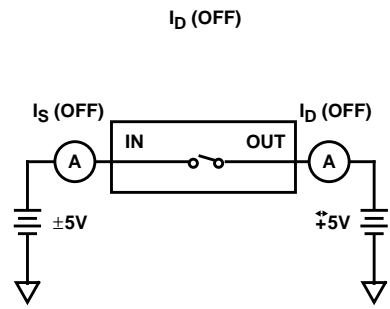 I_D (OFF)
I_S (OFF)
I_D (OFF)
IN
OUT
A
A
±5V
∓5V